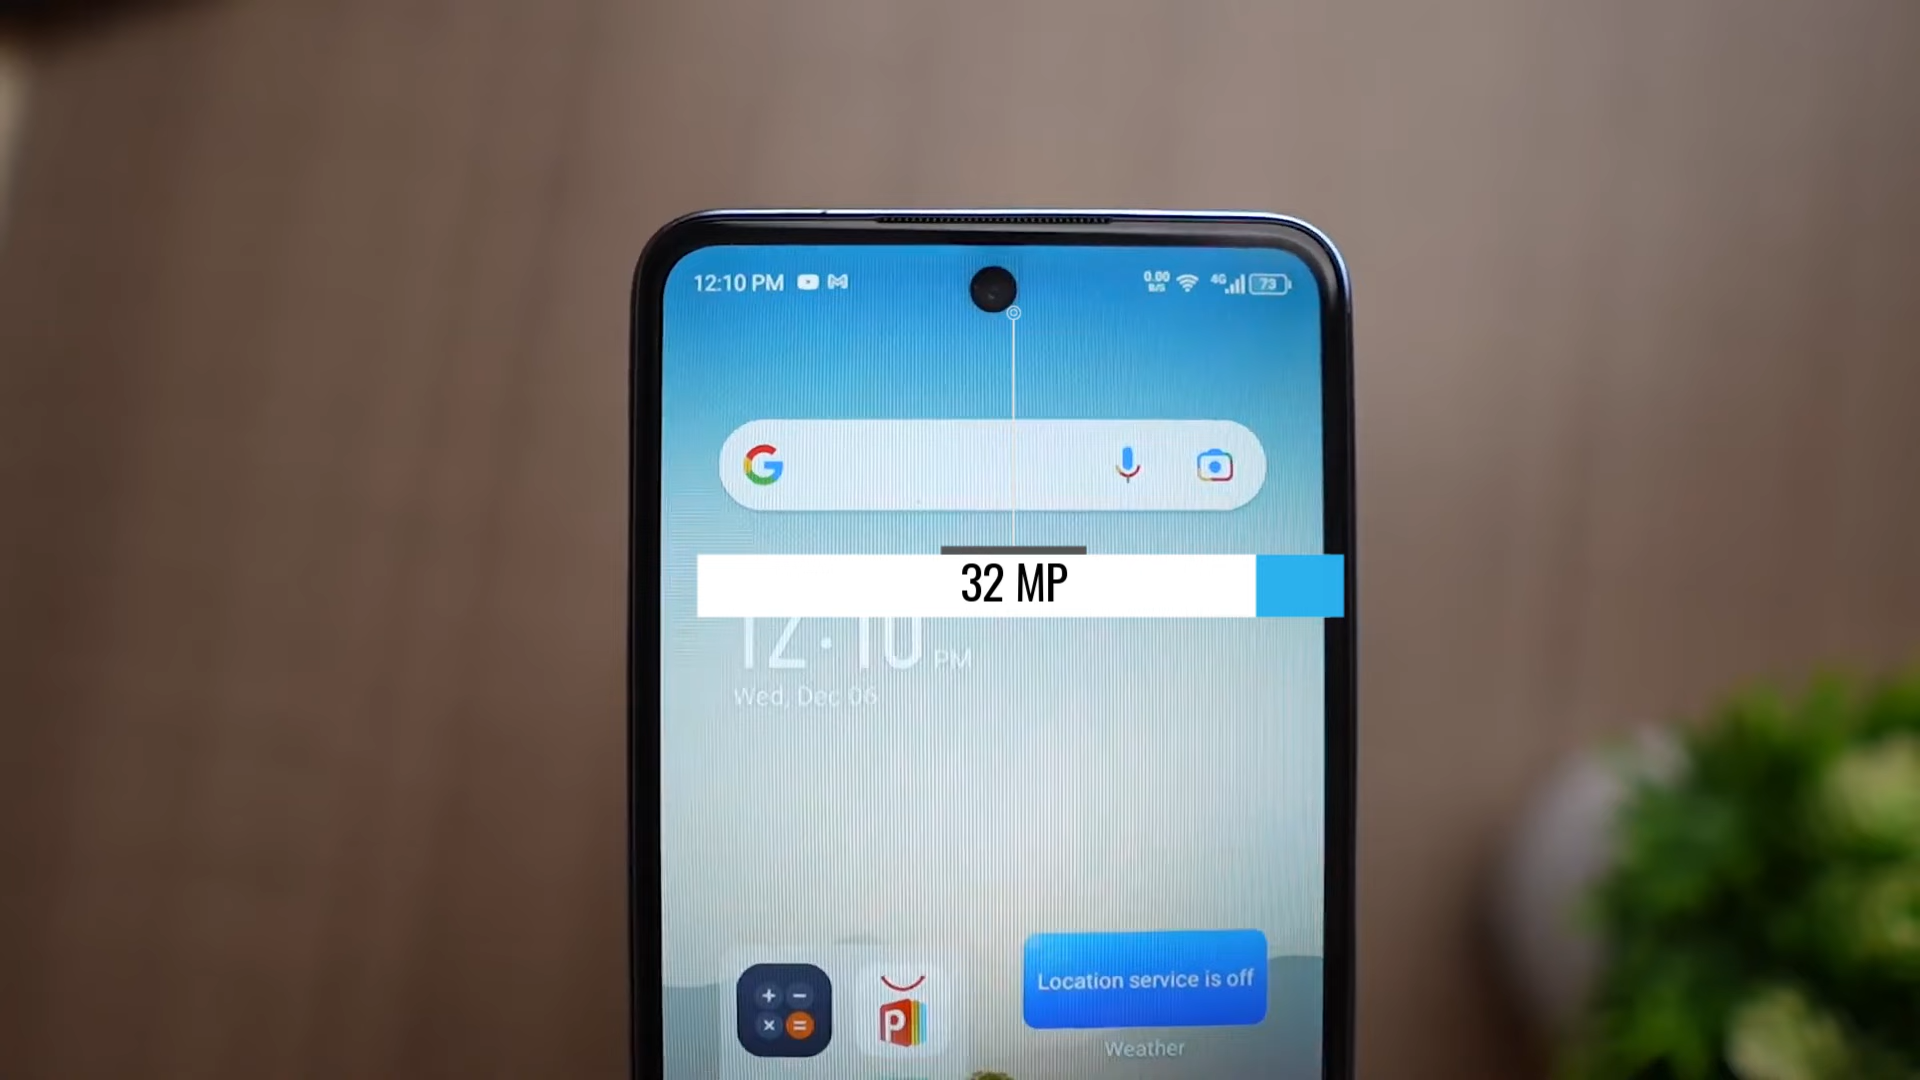 12:10 PM
0.00
B/S
4G
73
G
32 MP
12:10 PM
Wed, Dec 06
Location service is off
Weather
P